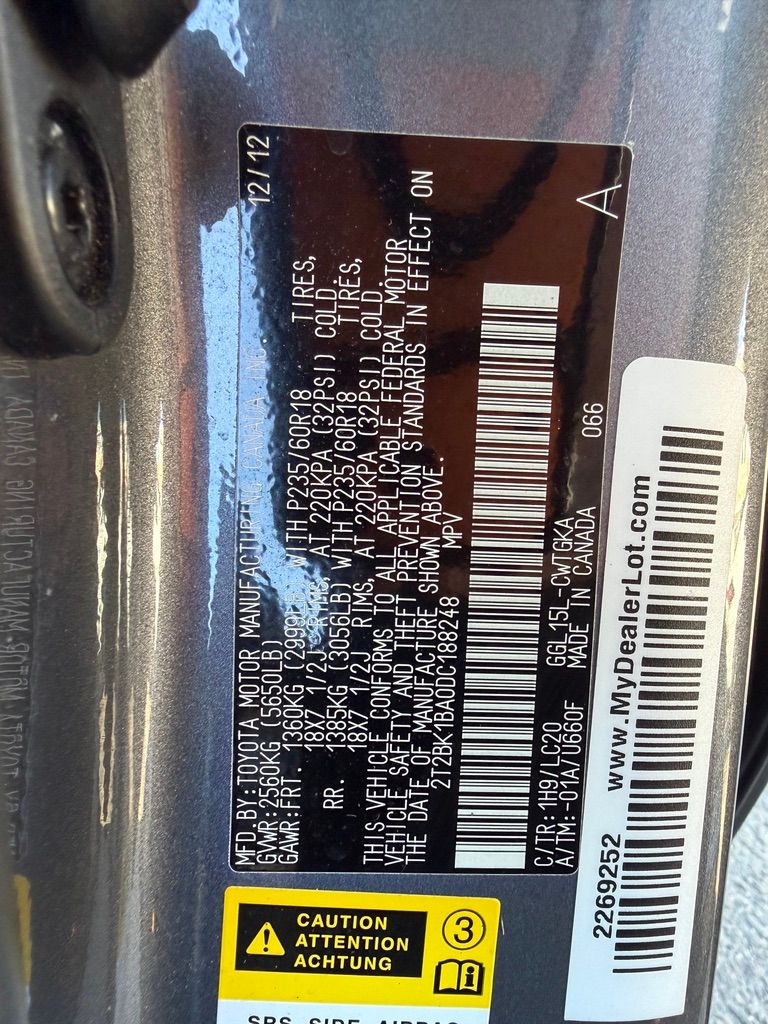 MFD.BY:TOYOTA MOTOR MANUFACTURING CANADA INC. 12/12
GVWR:2560KG (5650LB)
GAWR:FRT. 1360KG (2999LB) WITH P235/60R18 TIRES,
18X7 1/2J RIMS, AT 220KPA (32PSI) COLD.
RR. 1385KG (3056LB) WITH P235/60R18 TIRES,
18X7 1/2J RIMS, AT 220KPA (32PSI) COLD.
THIS VEHICLE CONFORMS TO ALL APPLICABLE FEDERAL MOTOR
VEHICLE SAFETY AND THEFT PREVENTION STANDARDS IN EFFECT ON
THE DATE OF MANUFACTURE SHOWN ABOVE.
2T2BK1BA0DC188248 MPV
C/TR:1H9/LC20 GGL15L-CWTGKA 066
A/TM:-01A/U660F MADE IN CANADA
A
2269252 www.MyDealerLot.com
CAUTION
ATTENTION
ACHTUNG
3
SRS SIDE AIRBAG